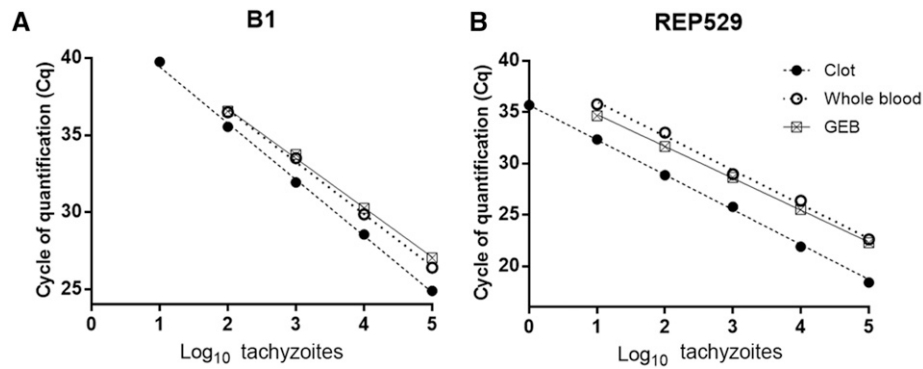 A
B1
Cycle of quantification (Cq)
40
35
30
25
0 1 2 3 4 5
Log10 tachyzoites
B
REP529
Cycle of quantification (Cq)
40
35
30
25
20
0 1 2 3 4 5
Log10 tachyzoites
Clot
Whole blood
GEB